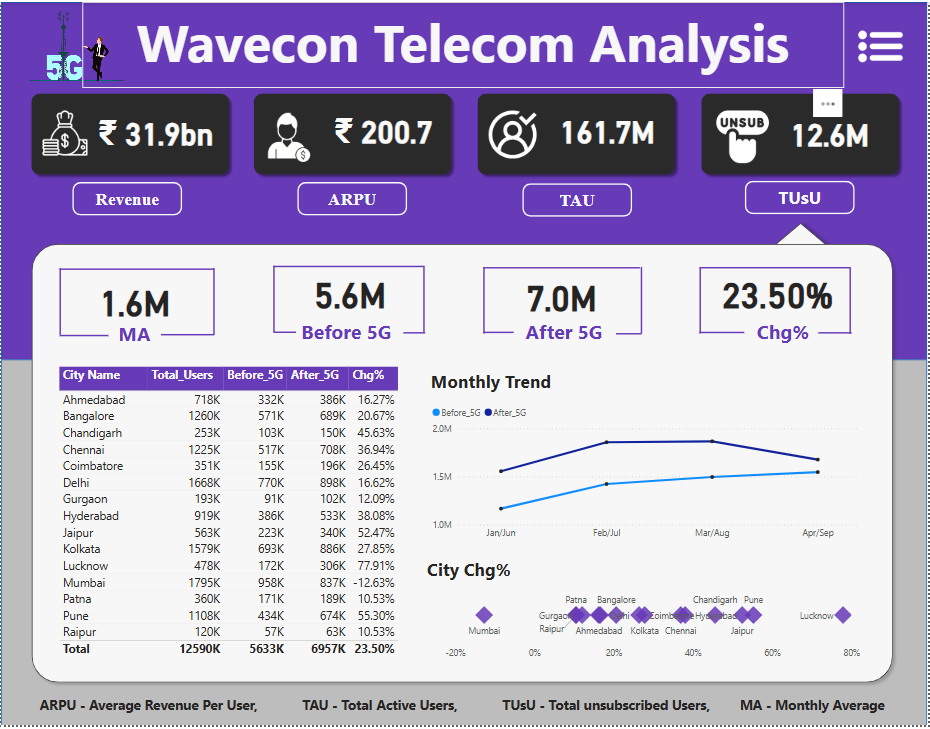 5G
Wavecon Telecom Analysis
₹ 31.9bn
₹ 200.7
161.7M
UNSUB
12.6M
Revenue
ARPU
TAU
TUsU
1.6M
MA
5.6M
Before 5G
7.0M
After 5G
23.50%
Chg%
City Name Total_Users Before_5G After_5G Chg%
Ahmedabad 718K 332K 386K 16.27%
Bangalore 1260K 571K 689K 20.67%
Chandigarh 253K 103K 150K 45.63%
Chennai 1225K 517K 708K 36.94%
Coimbatore 351K 155K 196K 26.45%
Delhi 1668K 770K 898K 16.62%
Gurgaon 193K 91K 102K 12.09%
Hyderabad 919K 386K 533K 38.08%
Jaipur 563K 223K 340K 52.47%
Kolkata 1579K 693K 886K 27.85%
Lucknow 478K 172K 306K 77.91%
Mumbai 1795K 958K 837K -12.63%
Patna 360K 171K 189K 10.53%
Pune 1108K 434K 674K 55.30%
Raipur 120K 57K 63K 10.53%
Total 12590K 5633K 6957K 23.50%
Monthly Trend
Before_5G After_5G
2.0M
1.5M
1.0M
Jan/Jun Feb/Jul Mar/Aug Apr/Sep
City Chg%
Patna Bangalore Chandigarh Pune
Gurgaon Delhi Coimbatore Hyderabad Lucknow
Mumbai Raipur Ahmedabad Kolkata Chennai Jaipur
-20% 0% 20% 40% 60% 80%
ARPU - Average Revenue Per User, TAU - Total Active Users, TUsU - Total unsubscribed Users, MA - Monthly Average